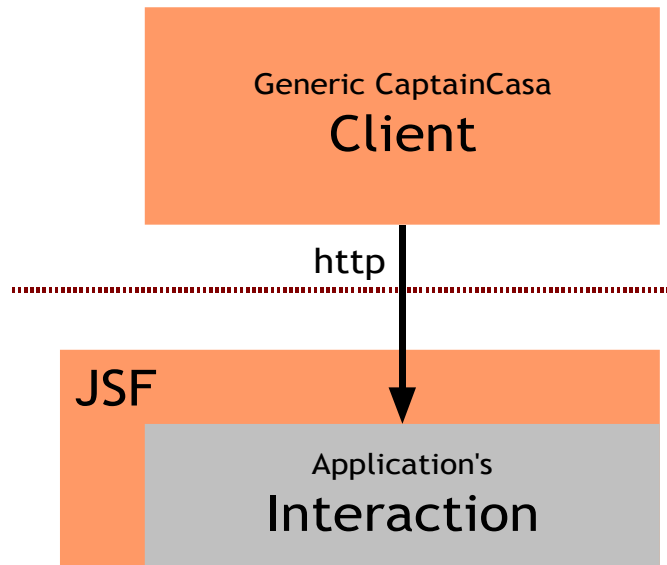 Generic CaptainCasa
Client
http
JSF
Application's
Interaction